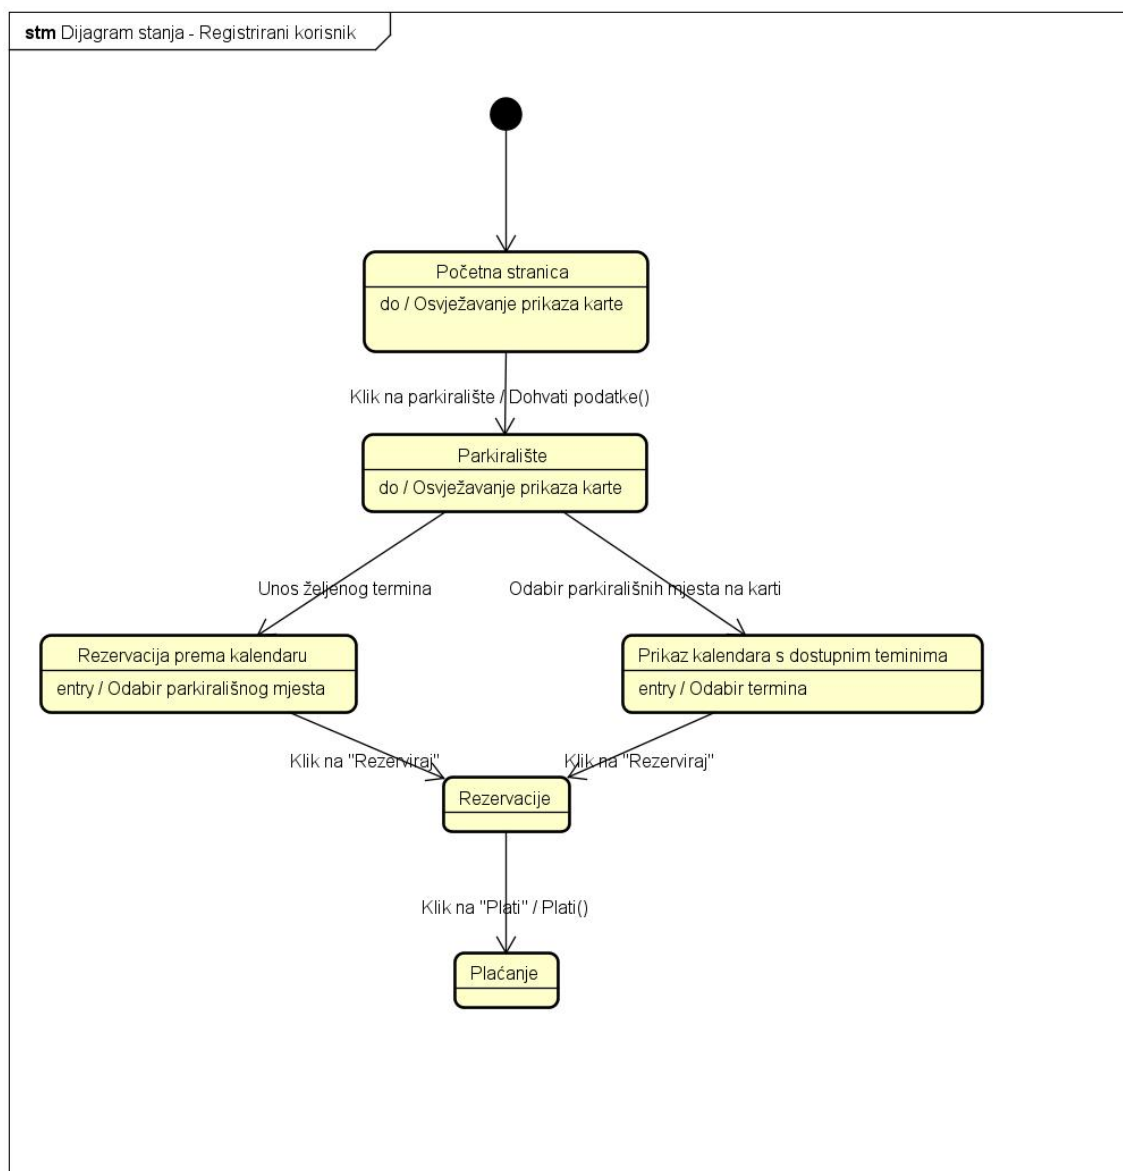 stm Dijagram stanja - Registrirani korisnik
Početna stranica
do / Osvježavanje prikaza karte
Klik na parkiralište / Dohvati podatke()
Parkiralište
do / Osvježavanje prikaza karte
Unos željenog termina
Odabir parkirališnih mjesta na karti
Rezervacija prema kalendaru
entry / Odabir parkirališnog mjesta
Prikaz kalendara s dostupnim teminima
entry / Odabir termina
Klik na "Rezerviraj"
Klik na "Rezerviraj"
Rezervacije
Klik na "Plati" / Plati()
Plaćanje